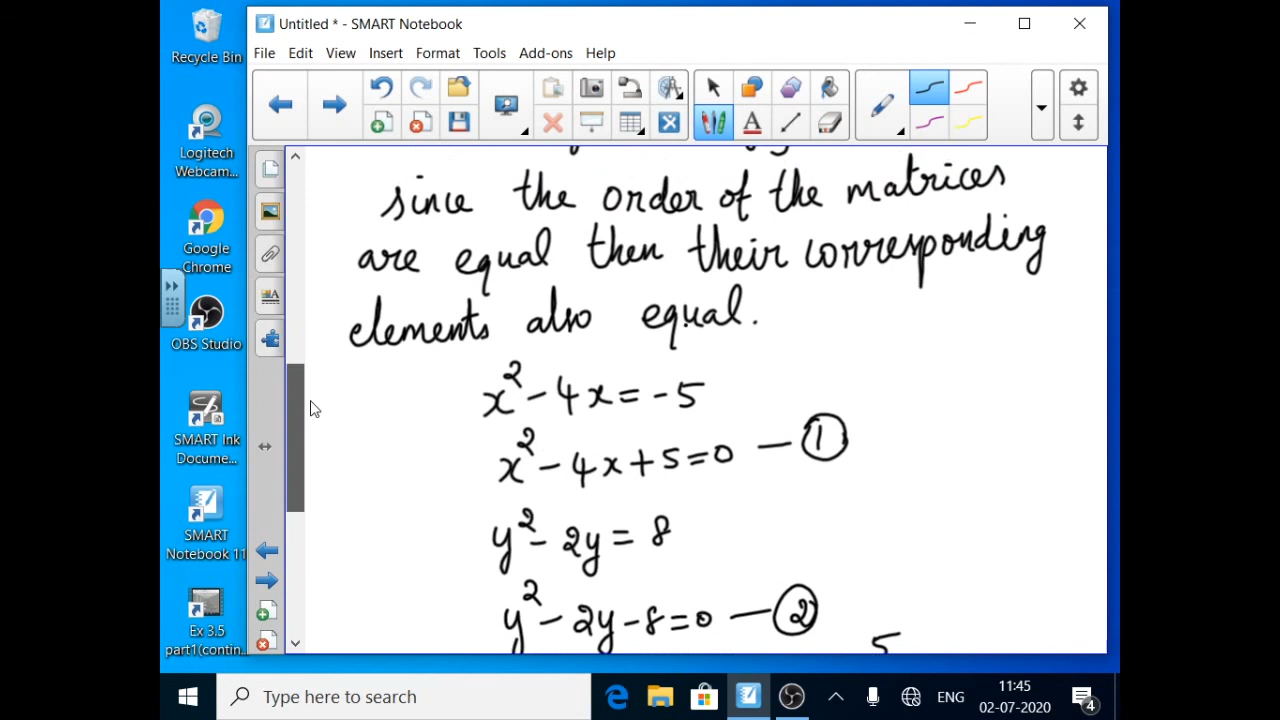 Recycle Bin
Logitech
Webcam...
Google
Chrome
OBS Studio
SMART Ink
Docume...
SMART
Notebook 11
Ex 3.5
part1(contin...
Untitled * - SMART Notebook
File Edit View Insert Format Tools Add-ons Help
since the order of the matrices
are equal then their corresponding
elements also equal.
x² - 4x = -5
x² - 4x + 5 = 0 — ①
y² - 2y = 8
y² - 2y - 8 = 0 — ②
5
Type here to search
ENG
11:45
02-07-2020
4